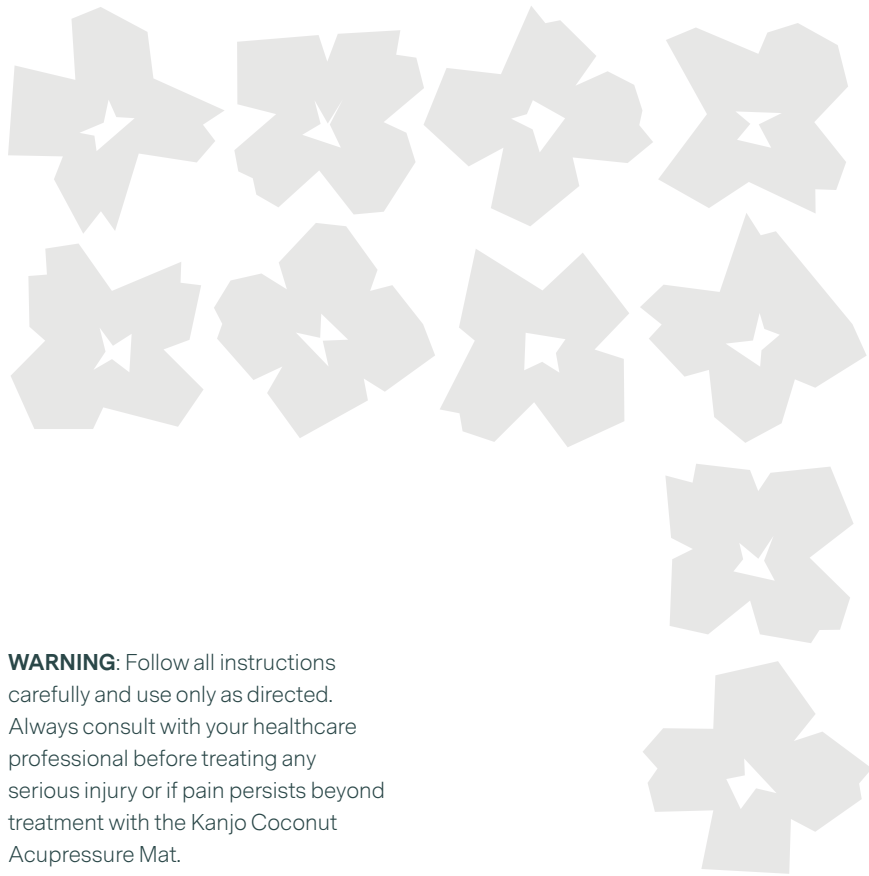 WARNING: Follow all instructions
carefully and use only as directed.
Always consult with your healthcare
professional before treating any
serious injury or if pain persists beyond
treatment with the Kanjo Coconut
Acupressure Mat.